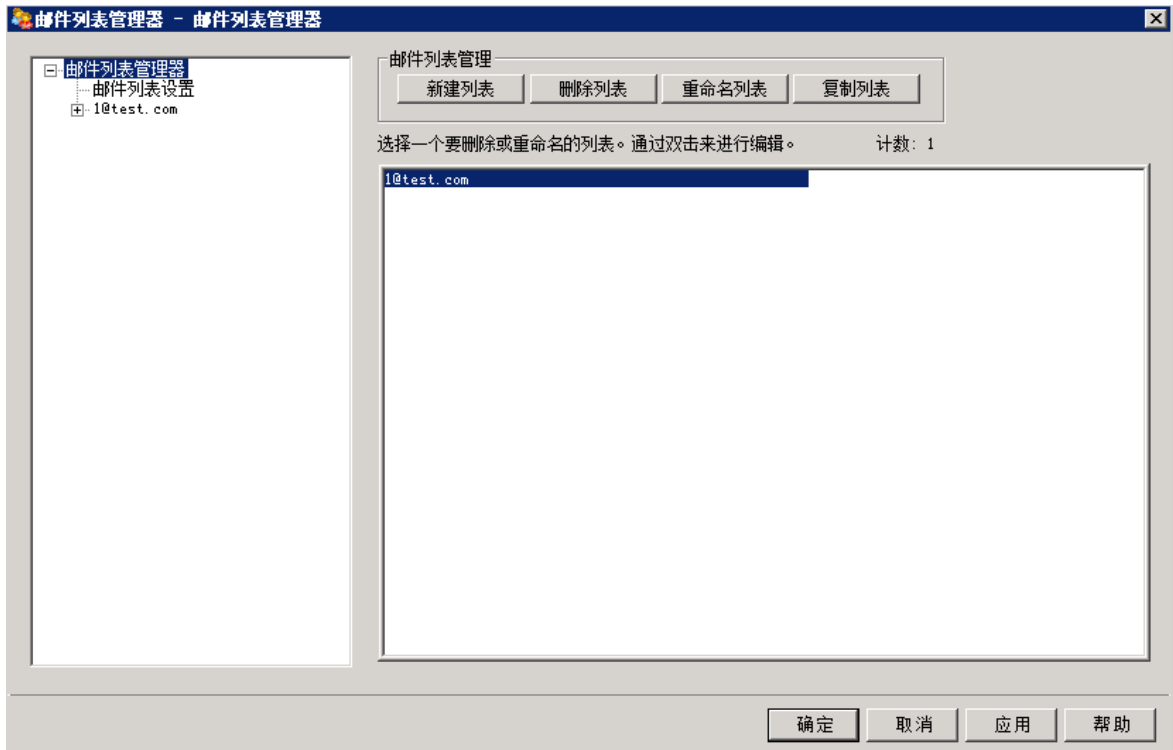 邮件列表管理器 - 邮件列表管理器
邮件列表管理器
邮件列表设置
1@test.com
邮件列表管理
新建列表 删除列表 重命名列表 复制列表
选择一个要删除或重命名的列表。通过双击来进行编辑。 计数: 1
1@test.com
确定 取消 应用 帮助